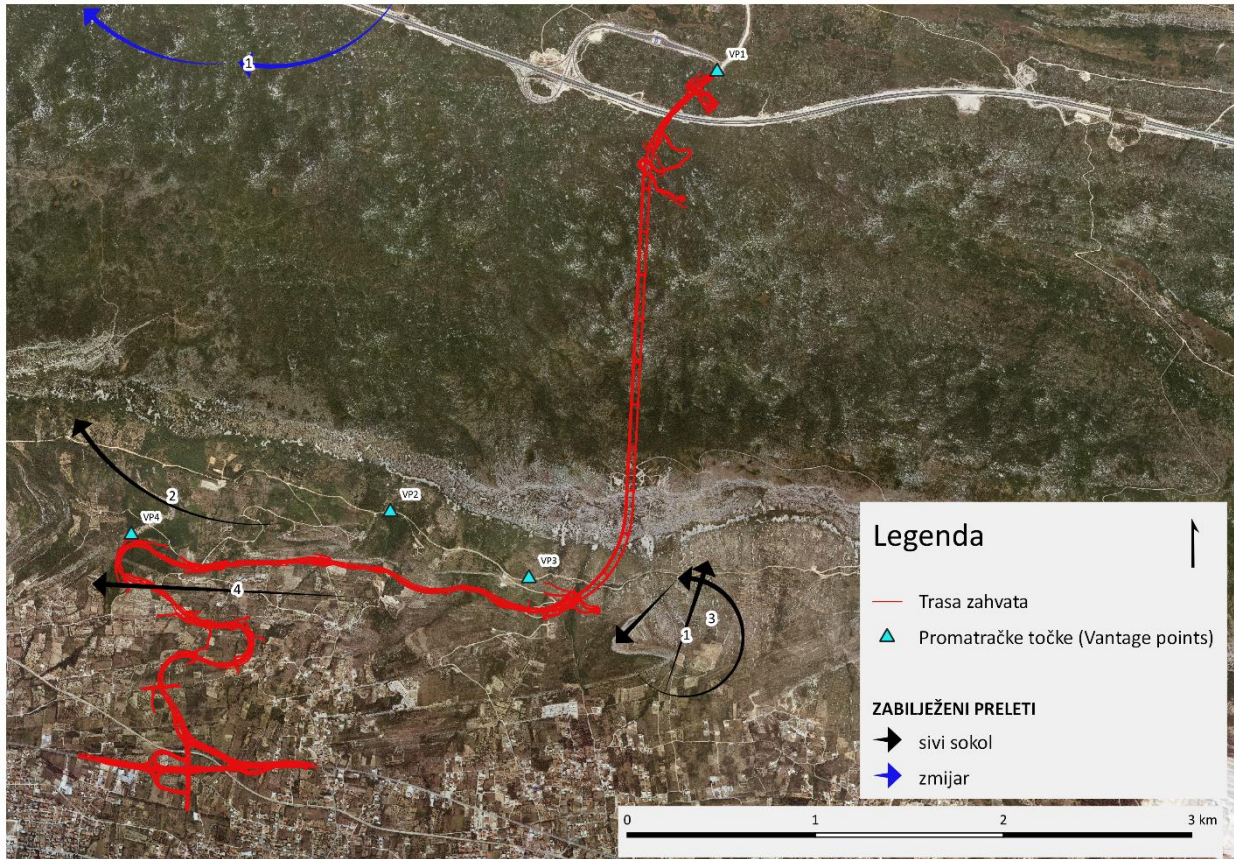 1
VP1
2
VP2
VP4
VP3
4
3
1
Legenda
Trasa zahvata
Promatračke točke (Vantage points)
ZABILJEŽENI PRELETI
sivi sokol
zmijar
0 1 2 3 km